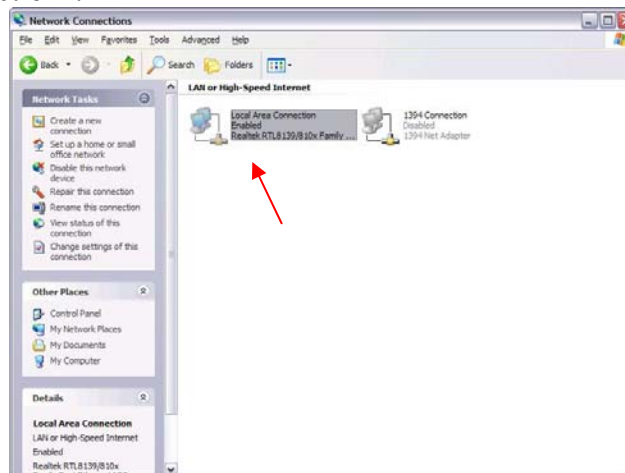 Network Connections
File Edit View Favorites Tools Advanced Help
Back Search Folders
LAN or High-Speed Internet
Local Area Connection
Enabled
Realtek RTL8139/810x Family ...
1394 Connection
Disabled
1394 Net Adapter
Network Tasks
Create a new
connection
Set up a home or small
office network
Disable this network
device
Repair this connection
Rename this connection
View status of this
connection
Change settings of this
connection
Other Places
Control Panel
My Network Places
My Documents
My Computer
Details
Local Area Connection
LAN or High-Speed Internet
Enabled
Realtek RTL8139/810x